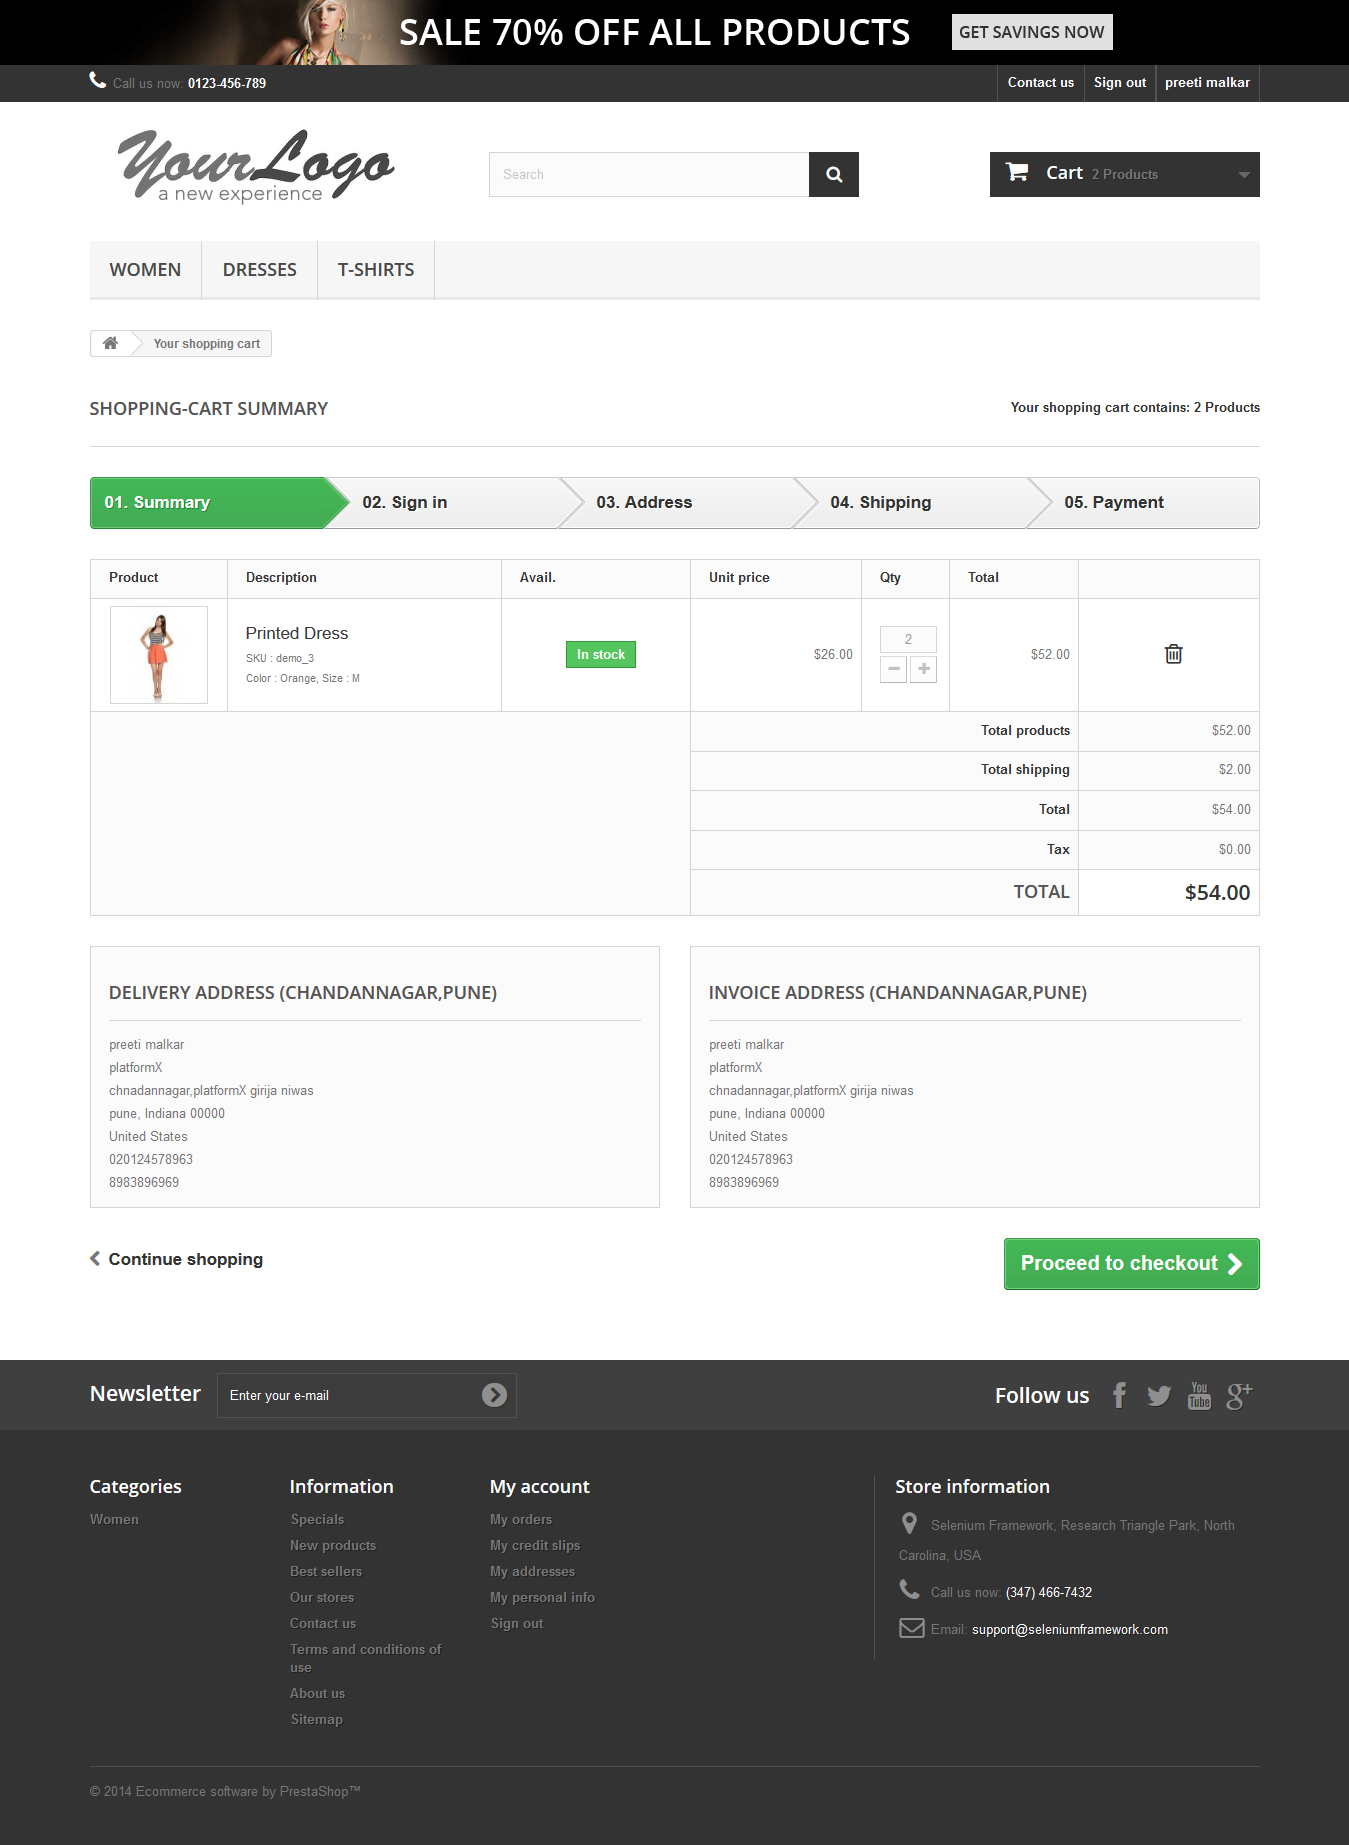 SALE 70% OFF ALL PRODUCTS GET SAVINGS NOW
Call us now: 0123-456-789 Contact us Sign out preeti malkar
YourLogo
a new experience
Search
Cart 2 Products
WOMEN DRESSES T-SHIRTS
Your shopping cart
SHOPPING-CART SUMMARY Your shopping cart contains: 2 Products
01. Summary 02. Sign in 03. Address 04. Shipping 05. Payment
Product Description Avail. Unit price Qty Total
Printed Dress
SKU : demo_3
Color : Orange, Size : M
In stock $26.00 2 $52.00
Total products $52.00
Total shipping $2.00
Total $54.00
Tax $0.00
TOTAL $54.00
DELIVERY ADDRESS (CHANDANNAGAR,PUNE)
preeti malkar
platformX
chnadannagar,platformX girija niwas
pune, Indiana 00000
United States
020124578963
8983896969
INVOICE ADDRESS (CHANDANNAGAR,PUNE)
preeti malkar
platformX
chnadannagar,platformX girija niwas
pune, Indiana 00000
United States
020124578963
8983896969
Continue shopping Proceed to checkout
Newsletter Enter your e-mail Follow us
You
Tube
Categories
Women
Information
Specials
New products
Best sellers
Our stores
Contact us
Terms and conditions of
use
About us
Sitemap
My account
My orders
My credit slips
My addresses
My personal info
Sign out
Store information
Selenium Framework, Research Triangle Park, North
Carolina, USA
Call us now: (347) 466-7432
Email: support@seleniumframework.com
© 2014 Ecommerce software by PrestaShop™